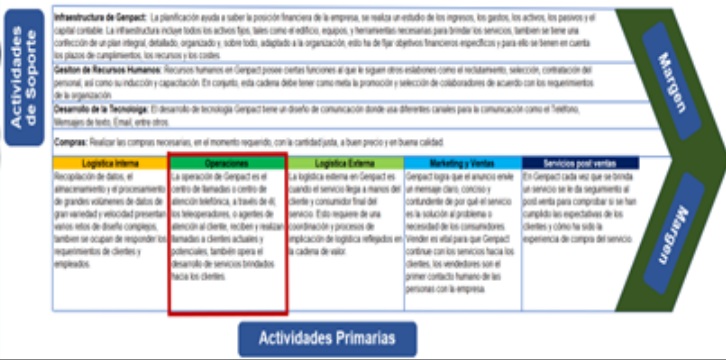 Actividades
de Soporte
Infraestructura de Genpact: La planificación ayuda a saber la posición financiera de la empresa, se realiza un estudio de los ingresos, los gastos, los activos, los pasivos y el
capital contable. La infraestructura incluye todos los activos fijos, tales como el edificio, equipos, y herramientas necesarias para brindar los servicios, tambien se tiene una
confección de un plan integral, detallado, organizado y, sobre todo, adaptado a la organización, esto ha de fijar objetivos financieros específicos y para ello se tienen en cuenta
los plazos de cumplimientos, los recursos y los costes.
Gesiton de Recursos Humanos: Recursos humanos en Genpact posee ciertas funciones al que le siguen otros eslabones como el reclutamiento, selección, contratación del
personal, así como su inducción y capacitación. En conjunto, esta cadena debe tener como meta la promoción y selección de colaboradores de acuerdo con los requerimientos
de la organización
Desarrollo de la Tecnoloiga: El desarrollo de tecnología Genpact tiene un diseño de comunicación donde usa diferentes canales para la comunicación como el Teléfono,
Mensajes de texto, Email, entre otros.
Compras: Realizar las compras necesarias, en el momento requerido, con la cantidad justa, a buen precio y en buena calidad.
Margen
Logística Interna
Recopilación de datos, el
almacenamiento y el procesamiento
de grandes volúmenes de datos de
gran variedad y velocidad presentan
varios retos de diseño complejos,
tambien se ocupan de responder los
requerimientos de clientes y
empleados.
Operaciones
La operación de Genpact es el
centro de llamadas o centro de
atención telefónica, a través de él,
los teleoperadores, o agentes de
atención al cliente, reciben y realizan
llamadas a clientes actuales y
potenciales, también opera el
desarrollo de servicios brindados
hacia los clientes.
Logística Externa
La logística externa en Genpact es
cuando el servicio llega a manos del
cliente y consumidor final del
servicio. Esto requiere de una
coordinación y procesos de
implicación de logística reflejados en
la cadena de valor.
Marketing y Ventas
Genpact logra que el anuncio envíe
un mensaje claro, conciso y
contundente de por qué el servicio
es la solución al problema o
necesidad de los consumidores.
Vender es vital para que Genpact
continue con los servicios hacia los
clientes, los vendedores son el
primer contacto humano de las
personas con la empresa.
Servicios post ventas
En Genpact cada vez que se brinda
un servicio se le da seguimiento al
post venta para comprobar si se han
cumplido las expectativas de los
clientes y cómo ha sido la
experiencia de compra del servicio.
Margen
Actividades Primarias